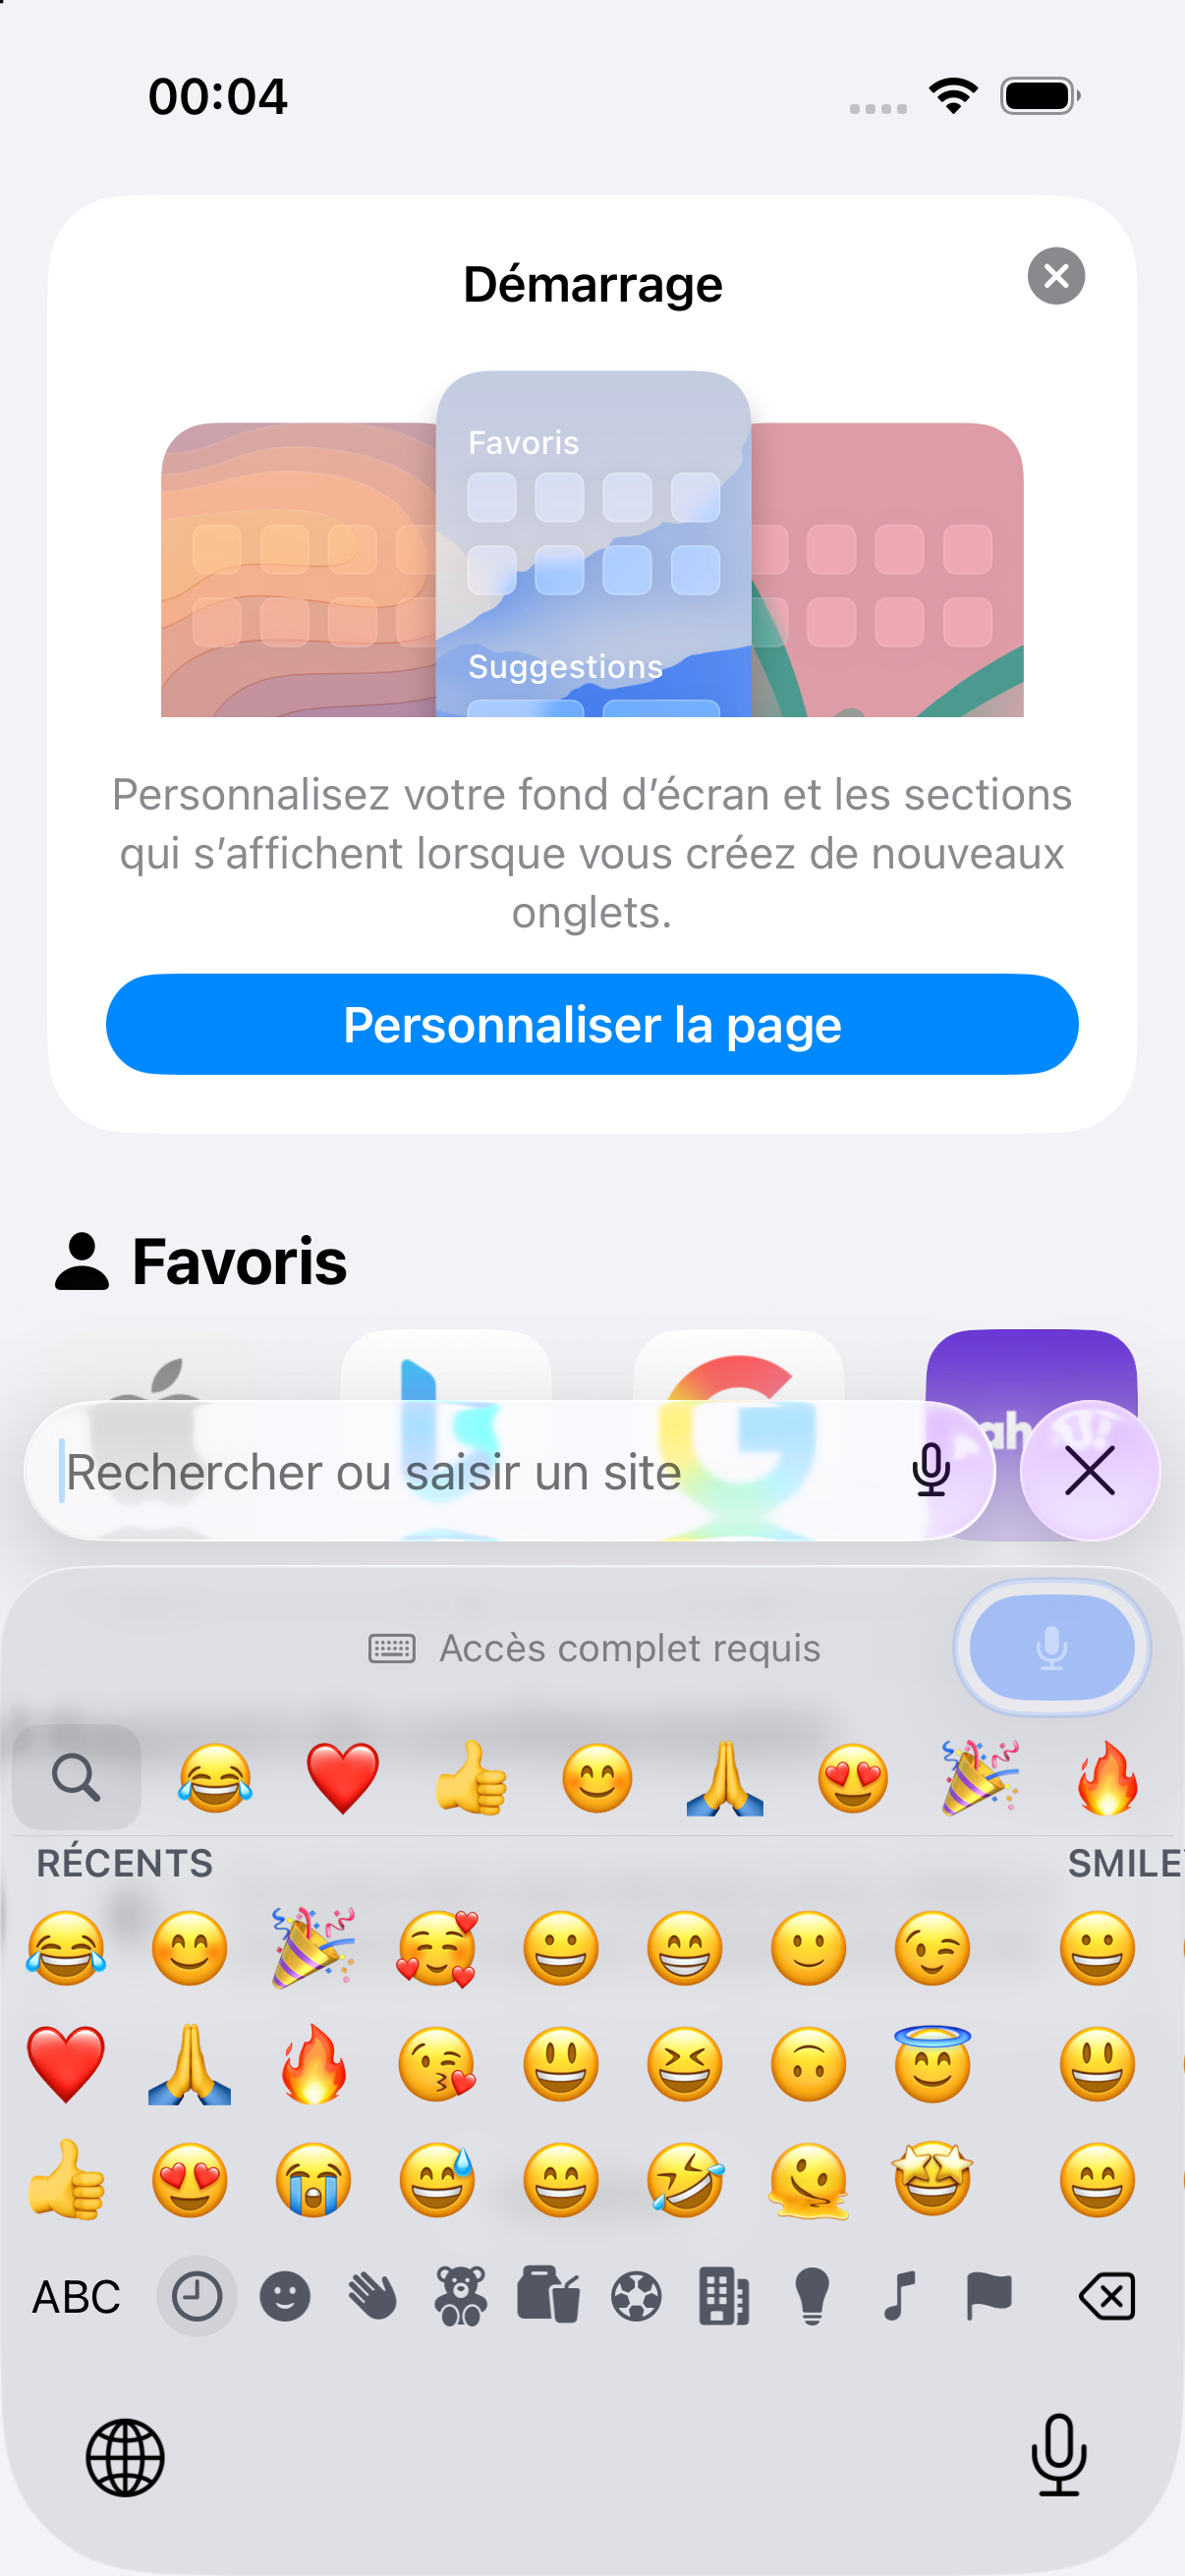 00:04
Démarrage
Favoris
Suggestions
Personnalisez votre fond d’écran et les sections
qui s’affichent lorsque vous créez de nouveaux
onglets.
Personnaliser la page
Favoris
Rechercher ou saisir un site
Accès complet requis
RÉCENTS
SMILE
ABC